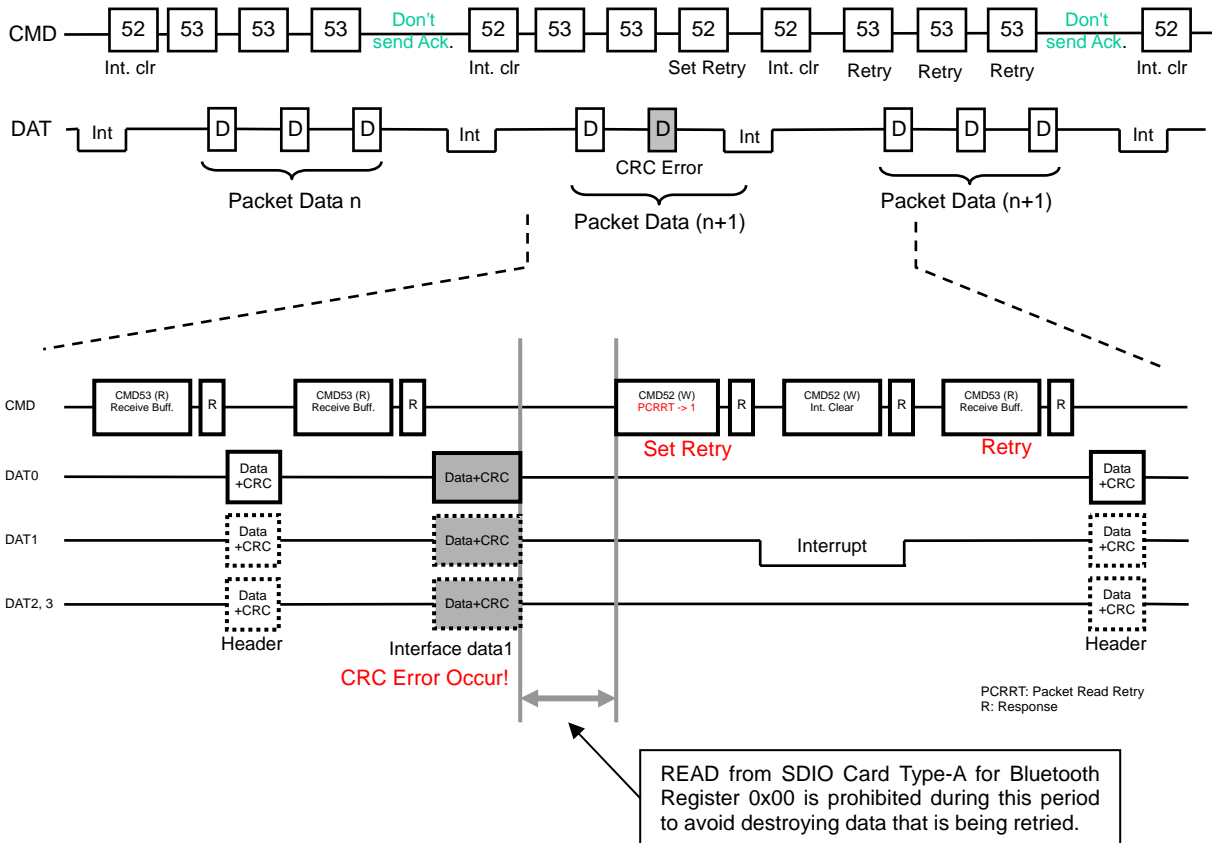 CMD 52 53 53 53 Don't send Ack. 52 53 53 52 52 53 53 53 Don't send Ack. 52
Int. clr Int. clr Set Retry Int. clr Retry Retry Retry Int. clr
DAT Int D D D Int D D Int D D D Int
CRC Error
Packet Data n
Packet Data (n+1)
Packet Data (n+1)
CMD
CMD53 (R)
Receive Buff.
R
CMD53 (R)
Receive Buff.
R
CMD52 (W)
PCRRT -> 1
R
CMD52 (W)
Int. Clear
R
CMD53 (R)
Receive Buff.
R
Set Retry
Retry
DAT0
Data
+CRC
Data+CRC
Data
+CRC
DAT1
Data
+CRC
Data+CRC
Interrupt
Data
+CRC
DAT2, 3
Data
+CRC
Data+CRC
Data
+CRC
Header
Interface data1
Header
CRC Error Occur!
PCRRT: Packet Read Retry
R: Response
READ from SDIO Card Type-A for Bluetooth
Register 0x00 is prohibited during this period
to avoid destroying data that is being retried.